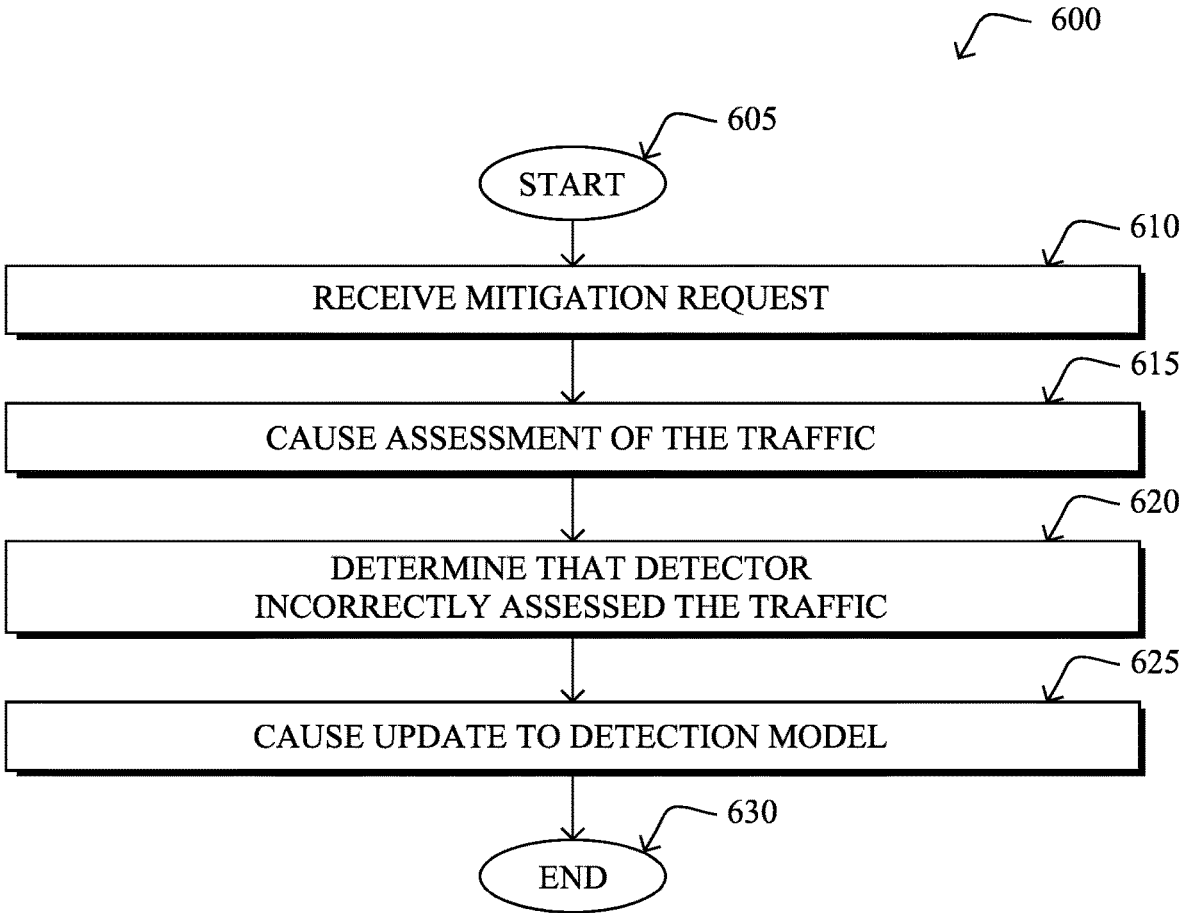 600
605
START
610
RECEIVE MITIGATION REQUEST
615
CAUSE ASSESSMENT OF THE TRAFFIC
620
DETERMINE THAT DETECTOR
INCORRECTLY ASSESSED THE TRAFFIC
625
CAUSE UPDATE TO DETECTION MODEL
630
END